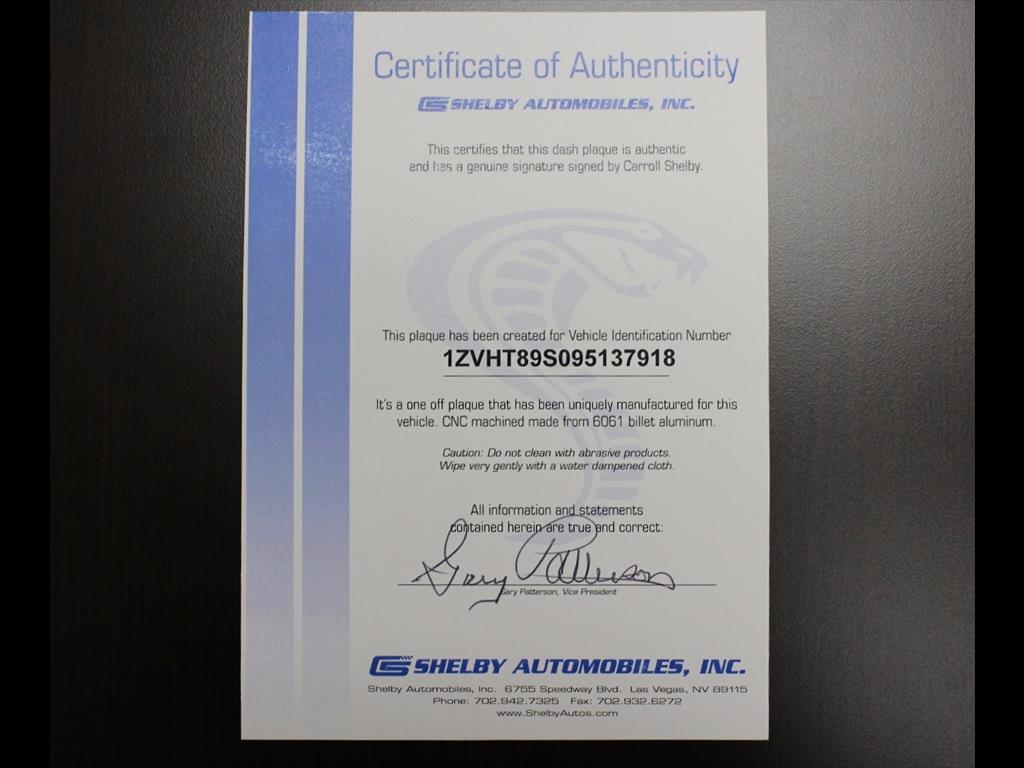 Certificate of Authenticity
CS SHELBY AUTOMOBILES, INC.
This certifies that this dash plaque is authentic
and has a genuine signature signed by Carroll Shelby.
This plaque has been created for Vehicle Identification Number
1ZVHT89S095137918
It's a one off plaque that has been uniquely manufactured for this
vehicle. CNC machined made from 6061 billet aluminum.
Caution: Do not clean with abrasive products.
Wipe very gently with a water dampened cloth.
All information and statements
contained herein are true and correct:
Gary Patterson
Gary Patterson, Vice President
CS SHELBY AUTOMOBILES, INC.
Shelby Automobiles, Inc. 6755 Speedway Blvd. Las Vegas, NV 89115
Phone: 702.942.7325 Fax: 702.932.6272
www.ShelbyAutos.com